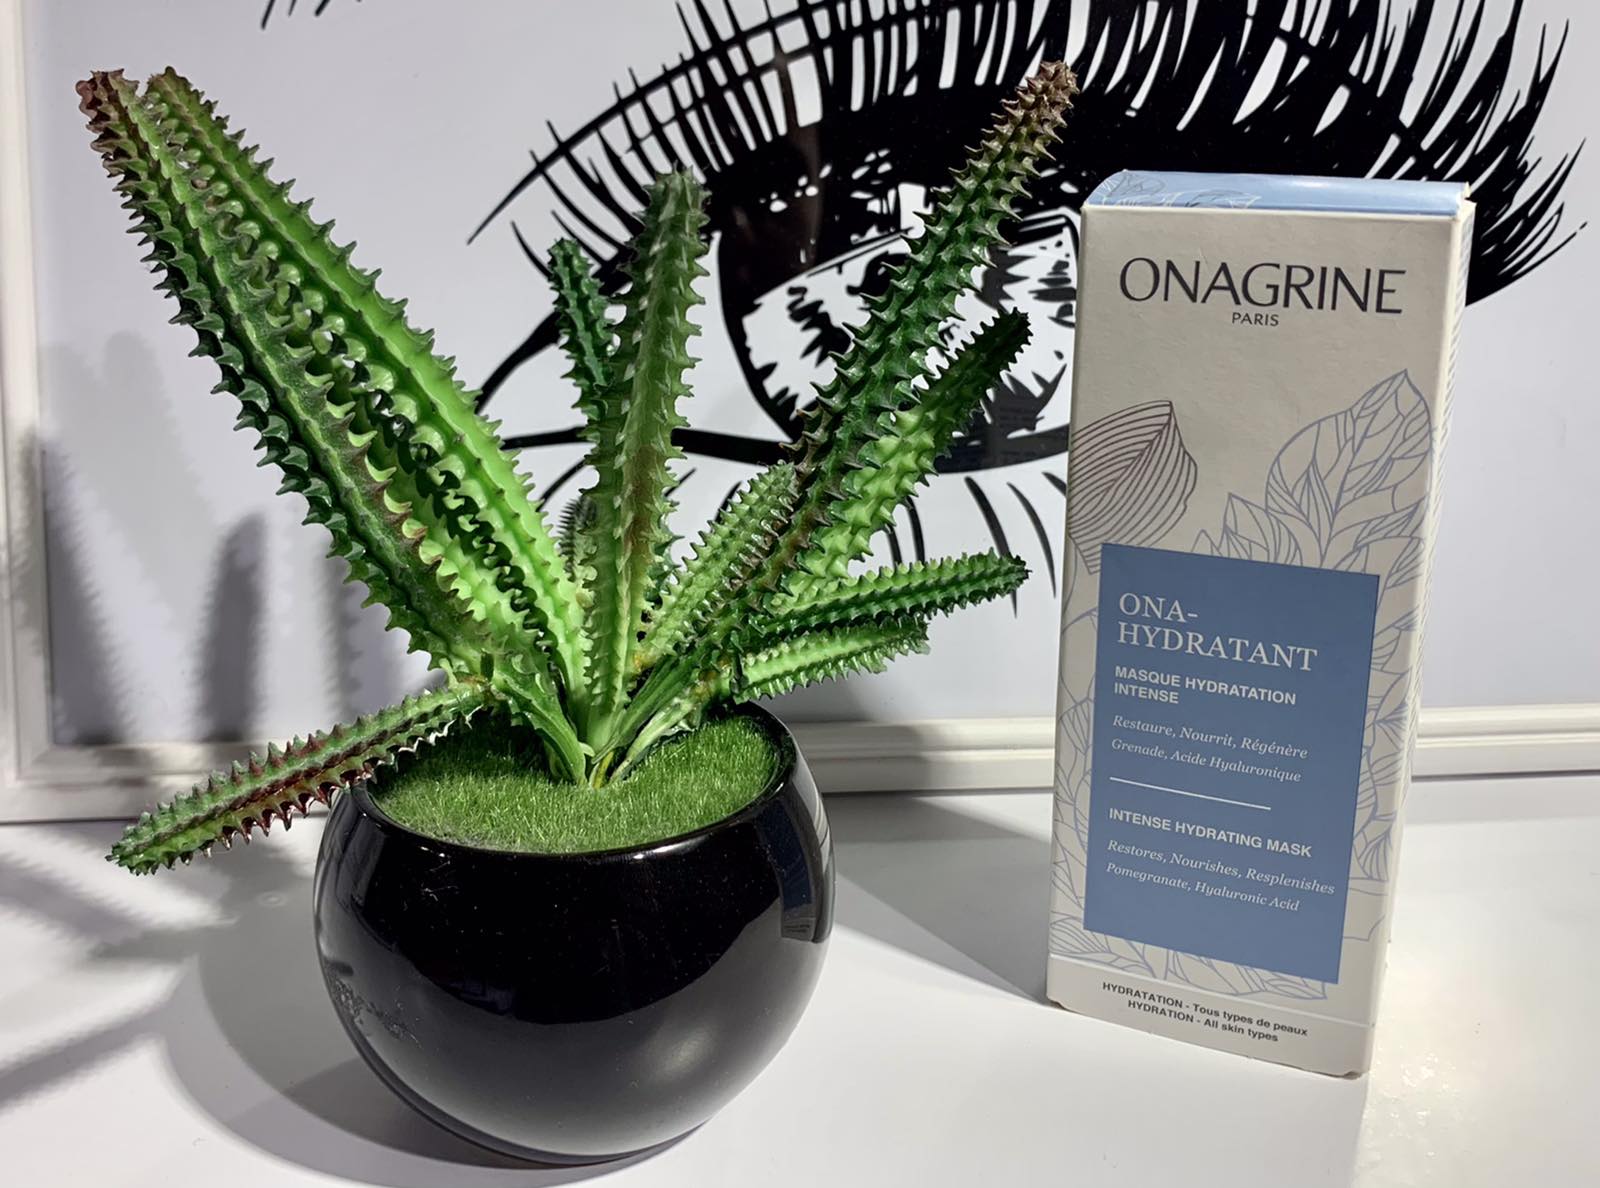 ONAGRINE
PARIS
ONA-
HYDRATANT
MASQUE HYDRATATION
INTENSE
Restaure, Nourrit, Régénère
Grenade, Acide Hyaluronique
INTENSE HYDRATING MASK
Restores, Nourishes, Resplenishes
Pomegranate, Hyaluronic Acid
HYDRATATION - Tous types de peaux
HYDRATION - All skin types